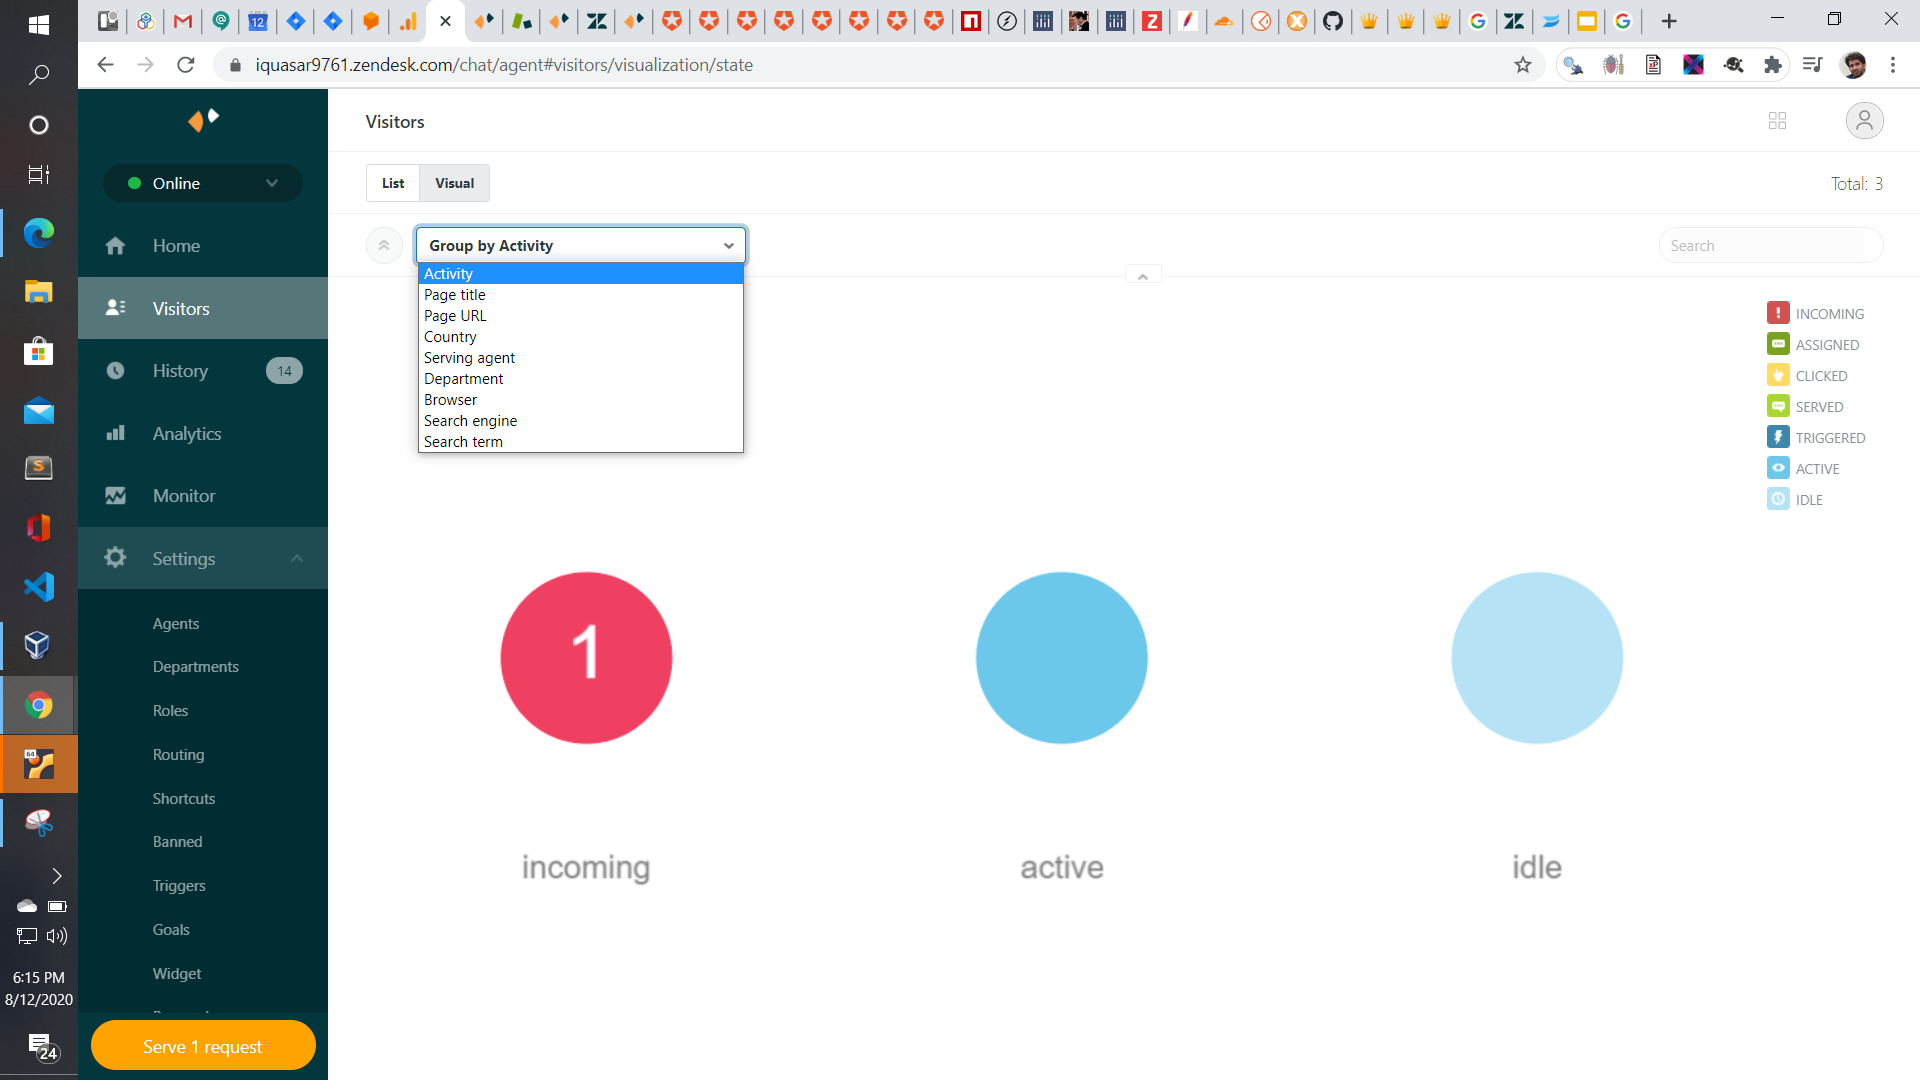 12
iquasar9761.zendesk.com/chat/agent#visitors/visualization/state
Online
Home
Visitors
History
14
Analytics
Monitor
Settings
Agents
Departments
Roles
Routing
Shortcuts
Banned
Triggers
Goals
Widget
Serve 1 request
Visitors
List
Visual
Total: 3
Group by Activity
Search
Activity
Page title
Page URL
Country
Serving agent
Department
Browser
Search engine
Search term
INCOMING
ASSIGNED
CLICKED
SERVED
TRIGGERED
ACTIVE
IDLE
1
incoming
active
idle
64
6:15 PM
8/12/2020
24